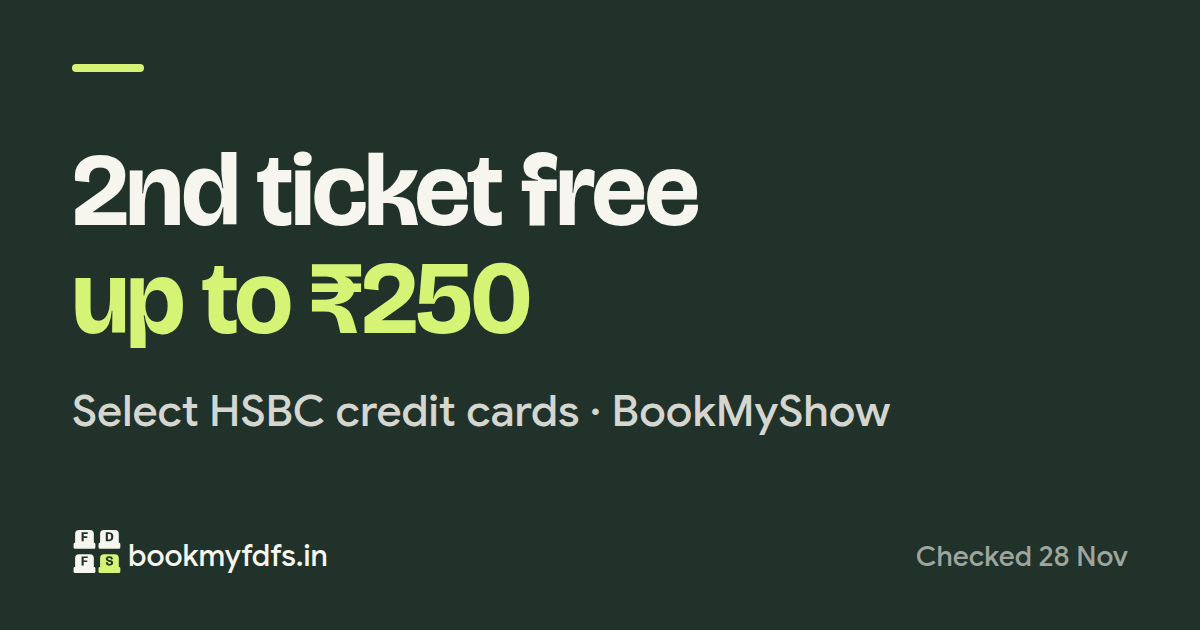 2nd ticket free
up to ₹250
Select HSBC credit cards · BookMyShow
F D
F S
bookmyfdfs.in
Checked 28 Nov